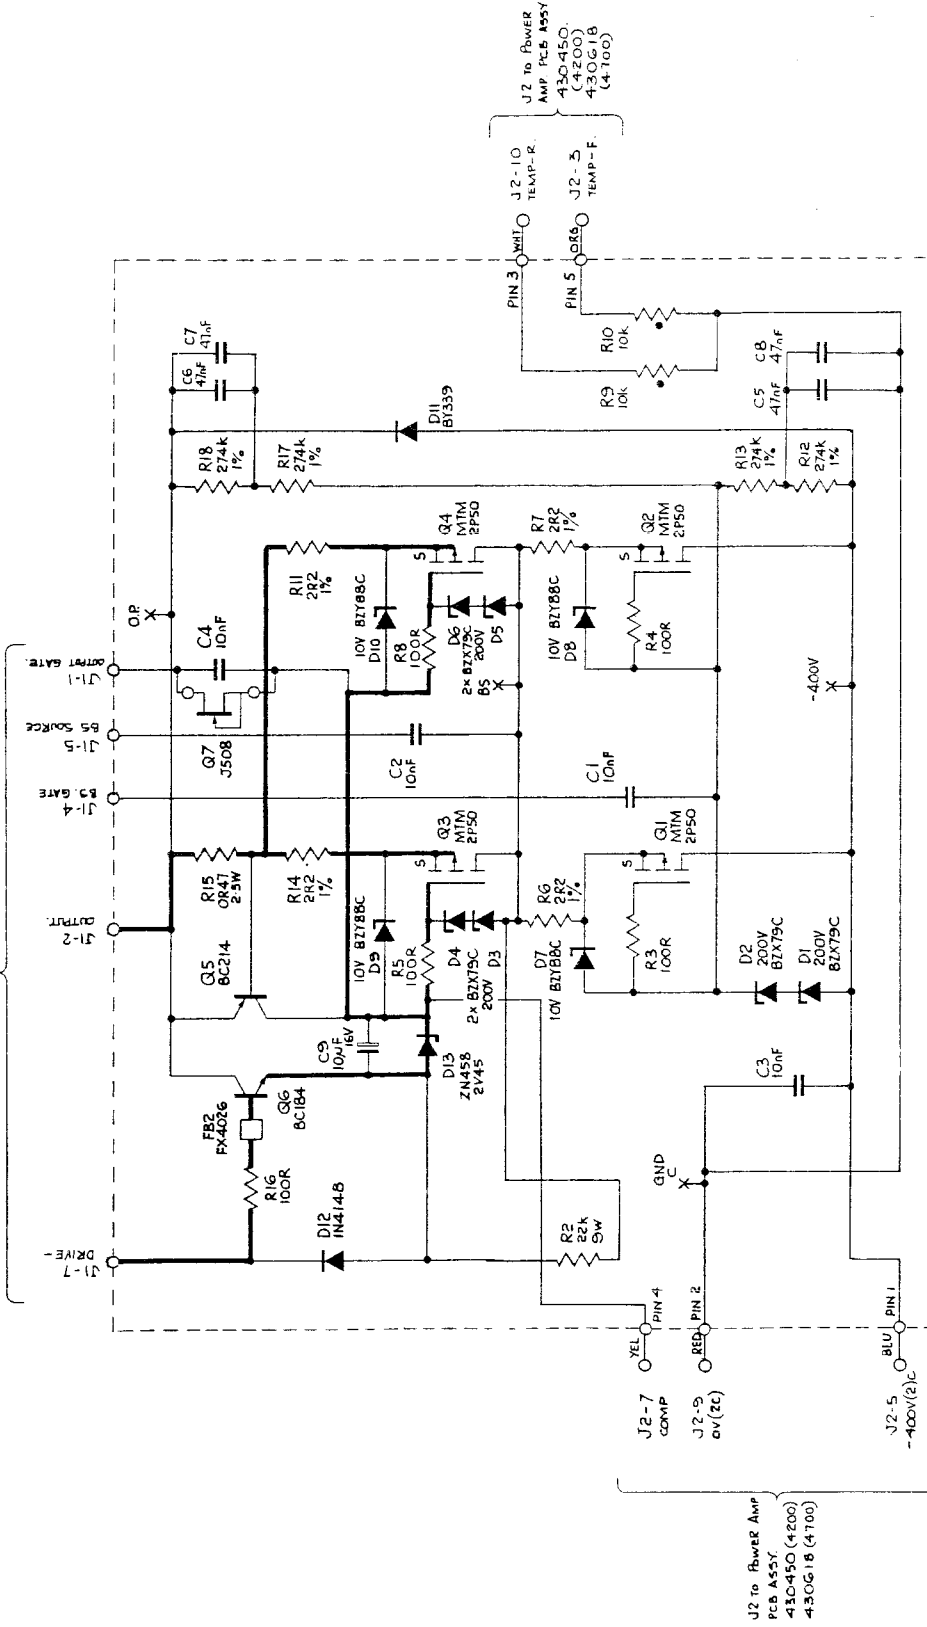 J2 TO POWER
AMP. PCB ASSY
430450.
(4200)
430618
(4700)
J2-10
TEMP-R.
J2-3
TEMP-F.
WHT
ORG
PIN 3
PIN 5
R10
10k
R9
10k
C7
47nF
C6
47nF
C8
47nF
C5
47nF
D11
BY339
R18
274k
1%
R17
274k
1%
R13
274k
1%
R12
274k
1%
O.P.
J1-1
OUTPUT GATE.
J1-5
BS SOURCE
J1-4
BS. GATE
J1-2
OUTPUT.
J1-7
DRIVE-
C4
10nF
Q7
J508
R11
2R2
1%
10V BZY88C
D10
R8
100R
S
Q4
MTM
2P50
D6
2x BZX79C
200V
D5
BS
R7
2R2
1%
10V BZY88C
D8
R4
100R
S
Q2
MTM
2P50
-400V
C2
10nF
C1
10nF
R15
0R47
2.5W
R14
2R2
1%
Q5
BC214
10V BZY88C
D9
R5
100R
S
Q3
MTM
2P50
D4
2x BZX79C
200V
D3
R6
2R2
1%
D7
10V BZY88C
R3
100R
S
Q1
MTM
2P50
D2
200V
BZX79C
D1
200V
BZX79C
C9
10µF
16V
D13
ZN458
2V45
FB2
FX4026
Q6
BC184
R16
100R
D12
1N4148
R2
22k
9W
C3
10nF
GND
C
YEL
PIN 4
RED
PIN 2
BLU
PIN 1
J2-7
COMP
J2-9
0V(2C)
J2-5
-400V(2)C
J2 TO POWER AMP
PCB ASSY.
430450 (4200)
430618 (4700)